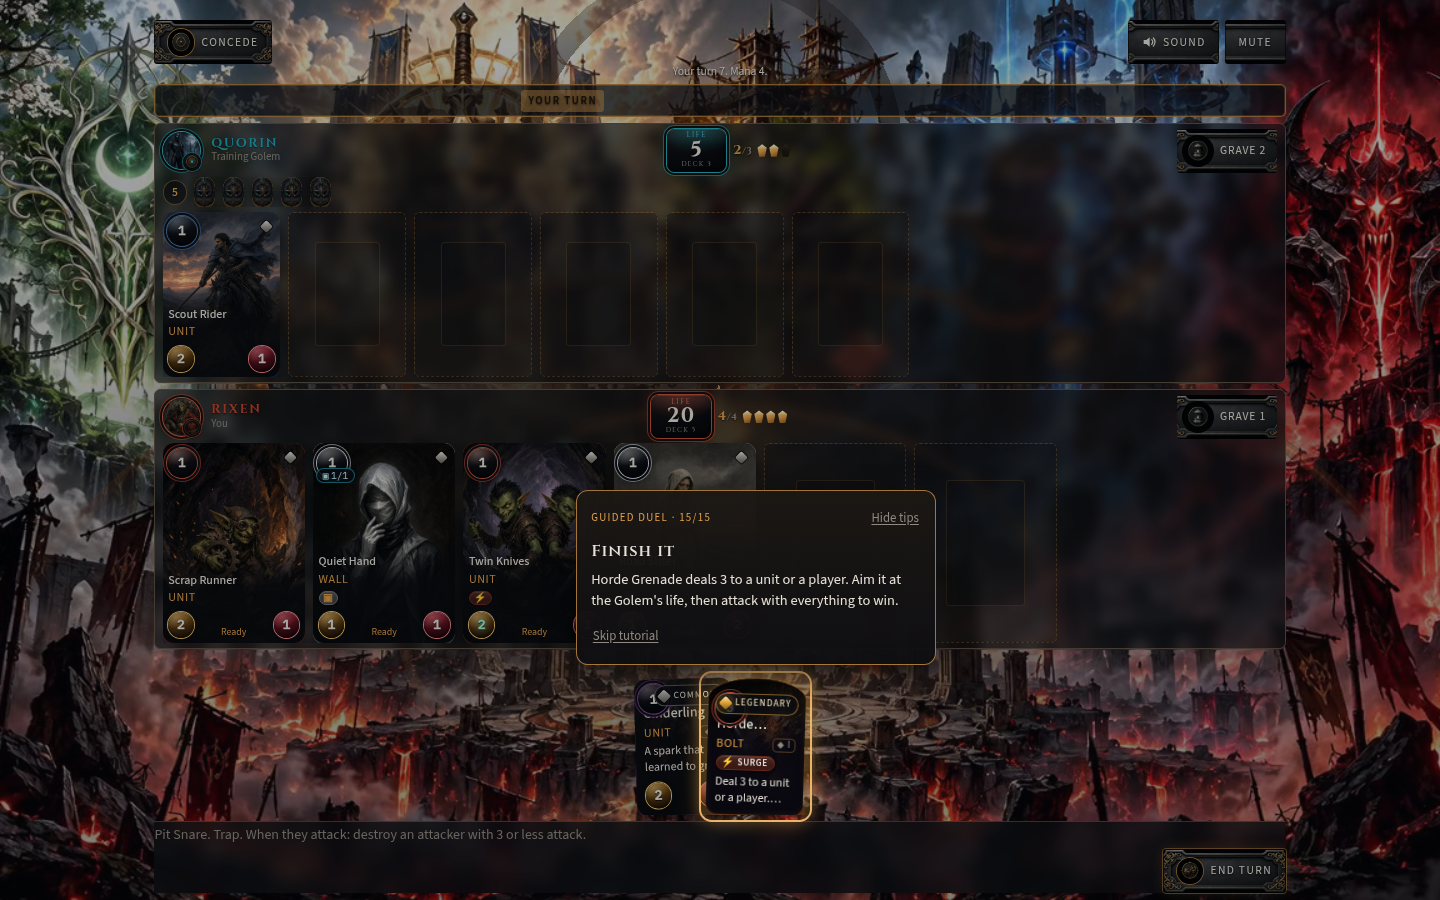 CONCEDE
SOUND
MUTE
Your turn 7. Mana 4.
YOUR TURN
QUORIN
Training Golem
LIFE
5
DECK 3
2/3
GRAVE 2
5
1
Scout Rider
UNIT
2
1
RIXEN
You
LIFE
20
DECK 5
4/4
GRAVE 1
1
Scrap Runner
UNIT
2
Ready
1
1
1/1
Quiet Hand
WALL
1
Ready
1
1
Twin Knives
UNIT
2
Ready
1
GUIDED DUEL · 15/15
Hide tips
FINISH IT
Horde Grenade deals 3 to a unit or a player. Aim it at
the Golem's life, then attack with everything to win.
Skip tutorial
1
UNIT
A spark that
learned to
2
LEGENDARY
BOLT
1
SURGE
Deal 3 to a unit
or a player....
Pit Snare. Trap. When they attack: destroy an attacker with 3 or less attack.
END TURN